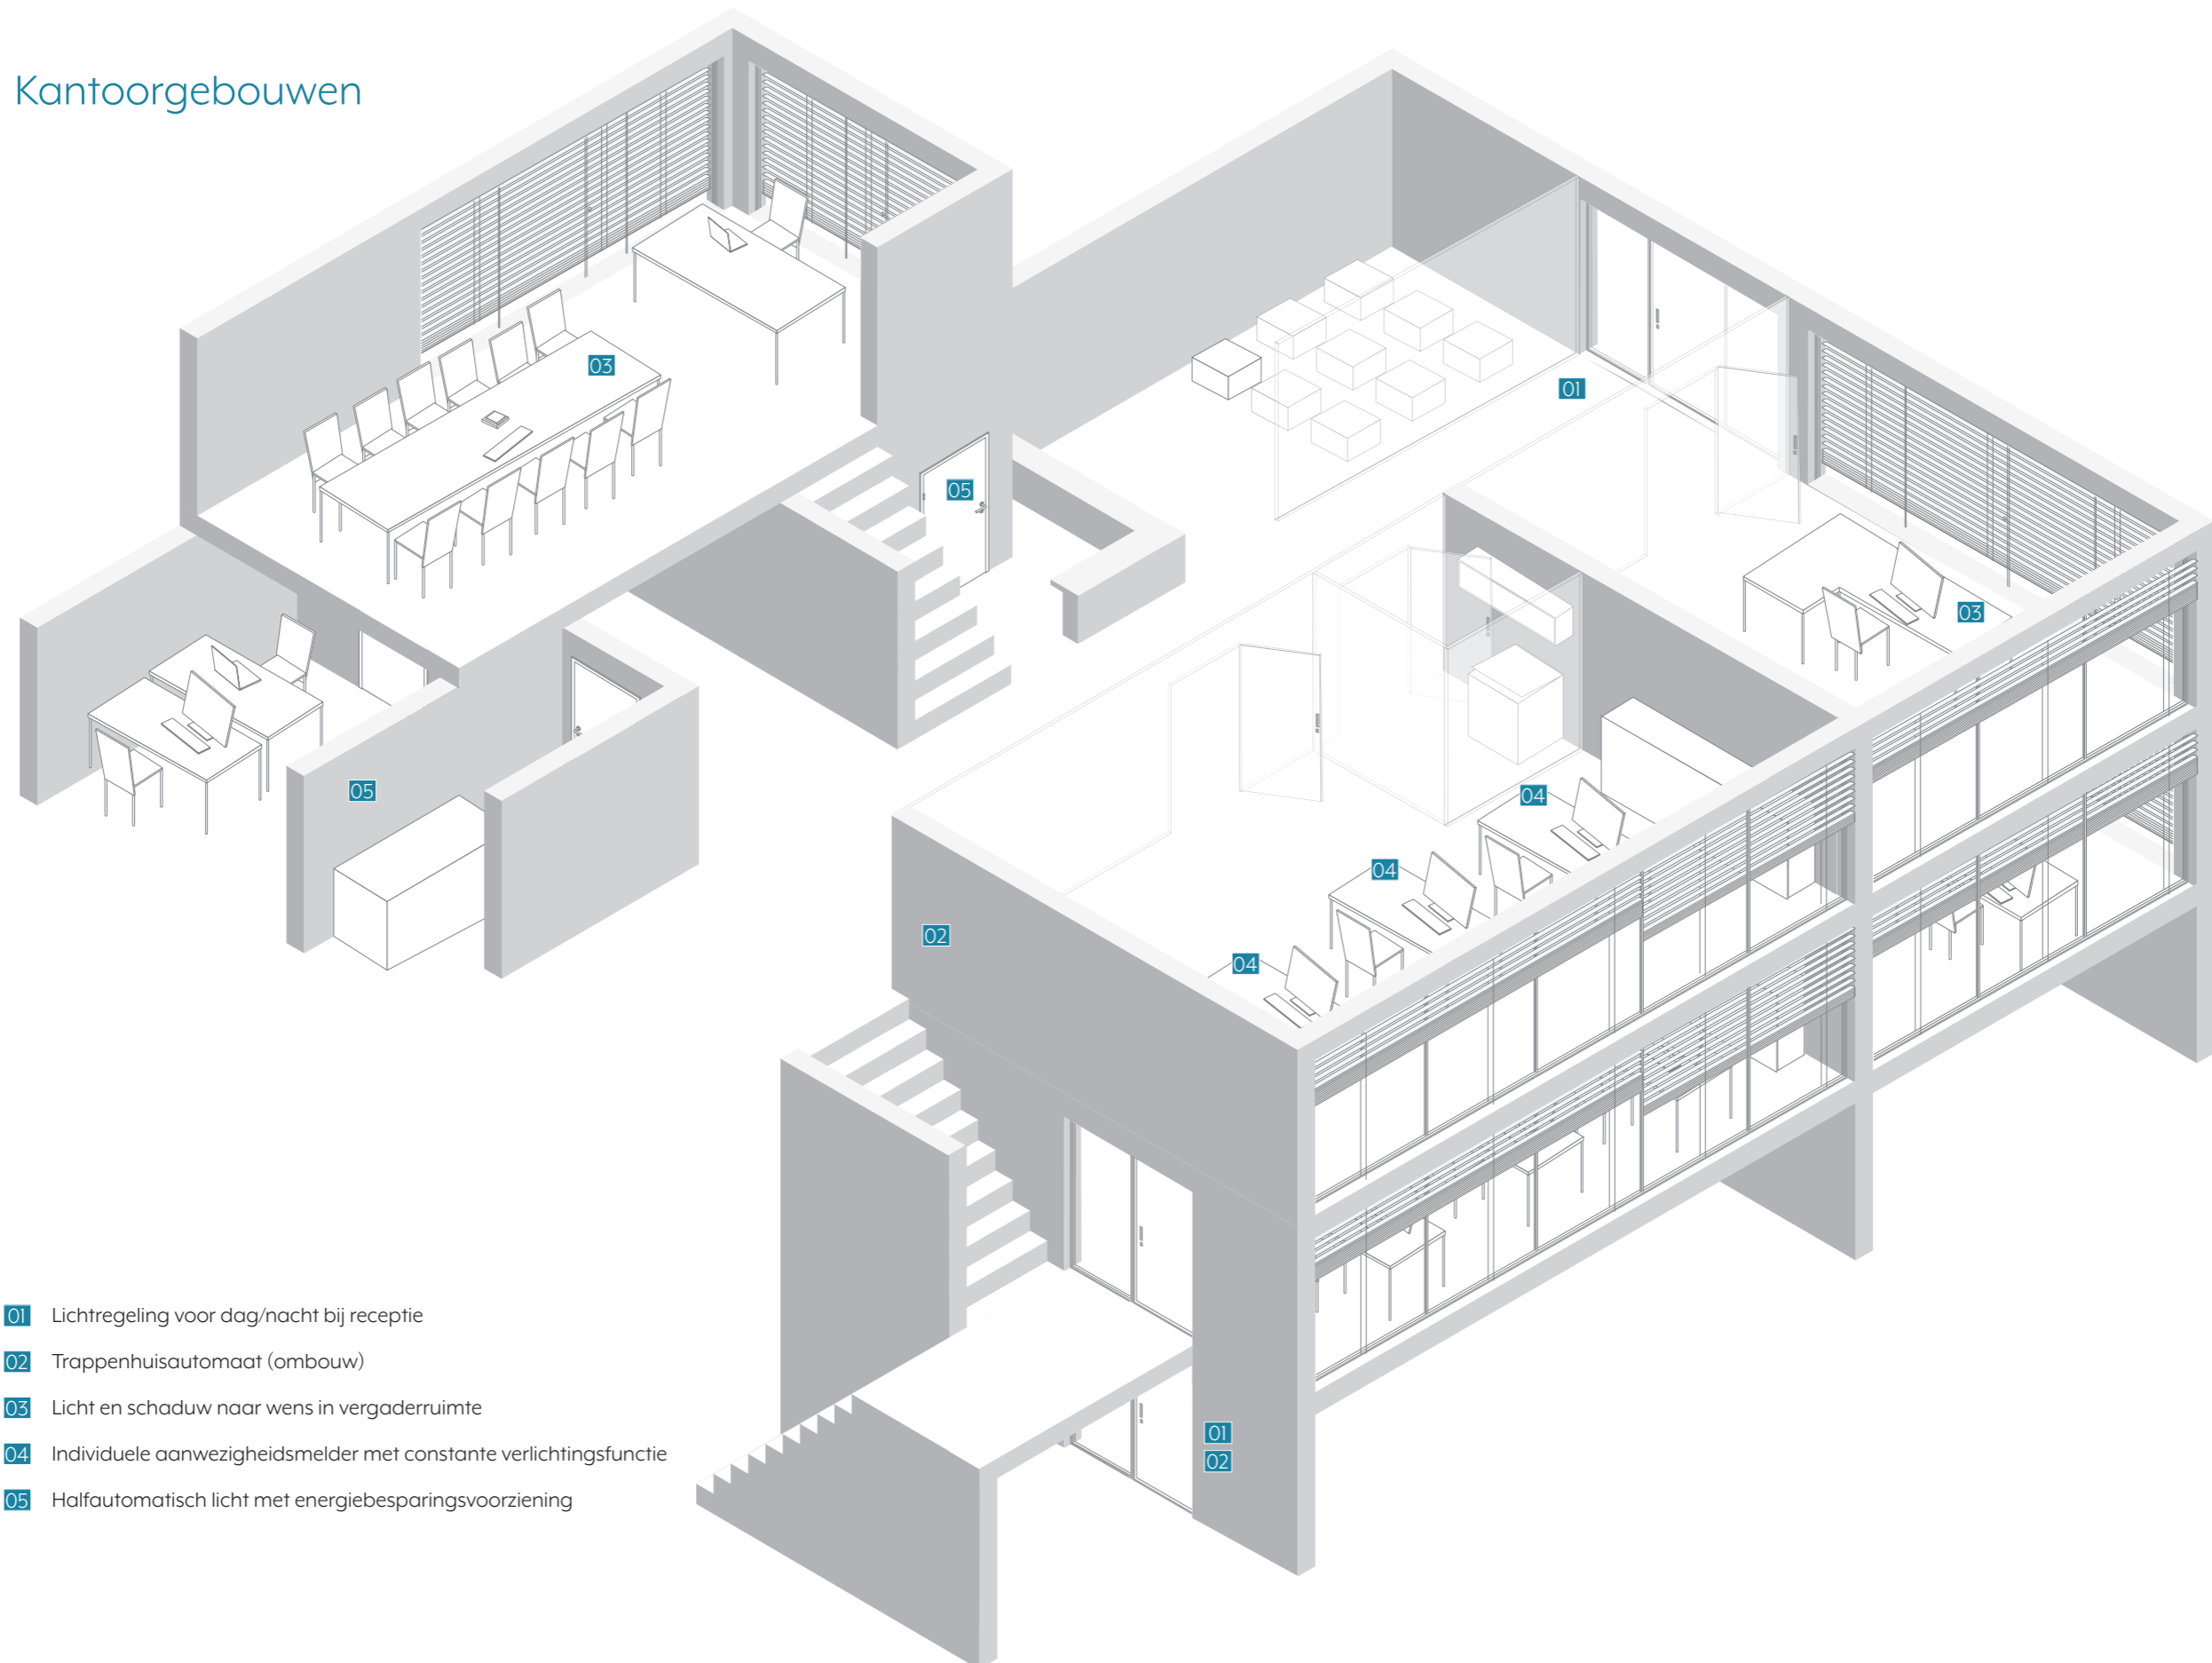 Kantoorgebouwen
03
01
05
03
05
04
04
02
04
01
02
01 Lichtregeling voor dag/nacht bij receptie
02 Trappenhuisautomaat (ombouw)
03 Licht en schaduw naar wens in vergaderruimte
04 Individuele aanwezigheidsmelder met constante verlichtingsfunctie
05 Halfautomatisch licht met energiebesparingsvoorziening